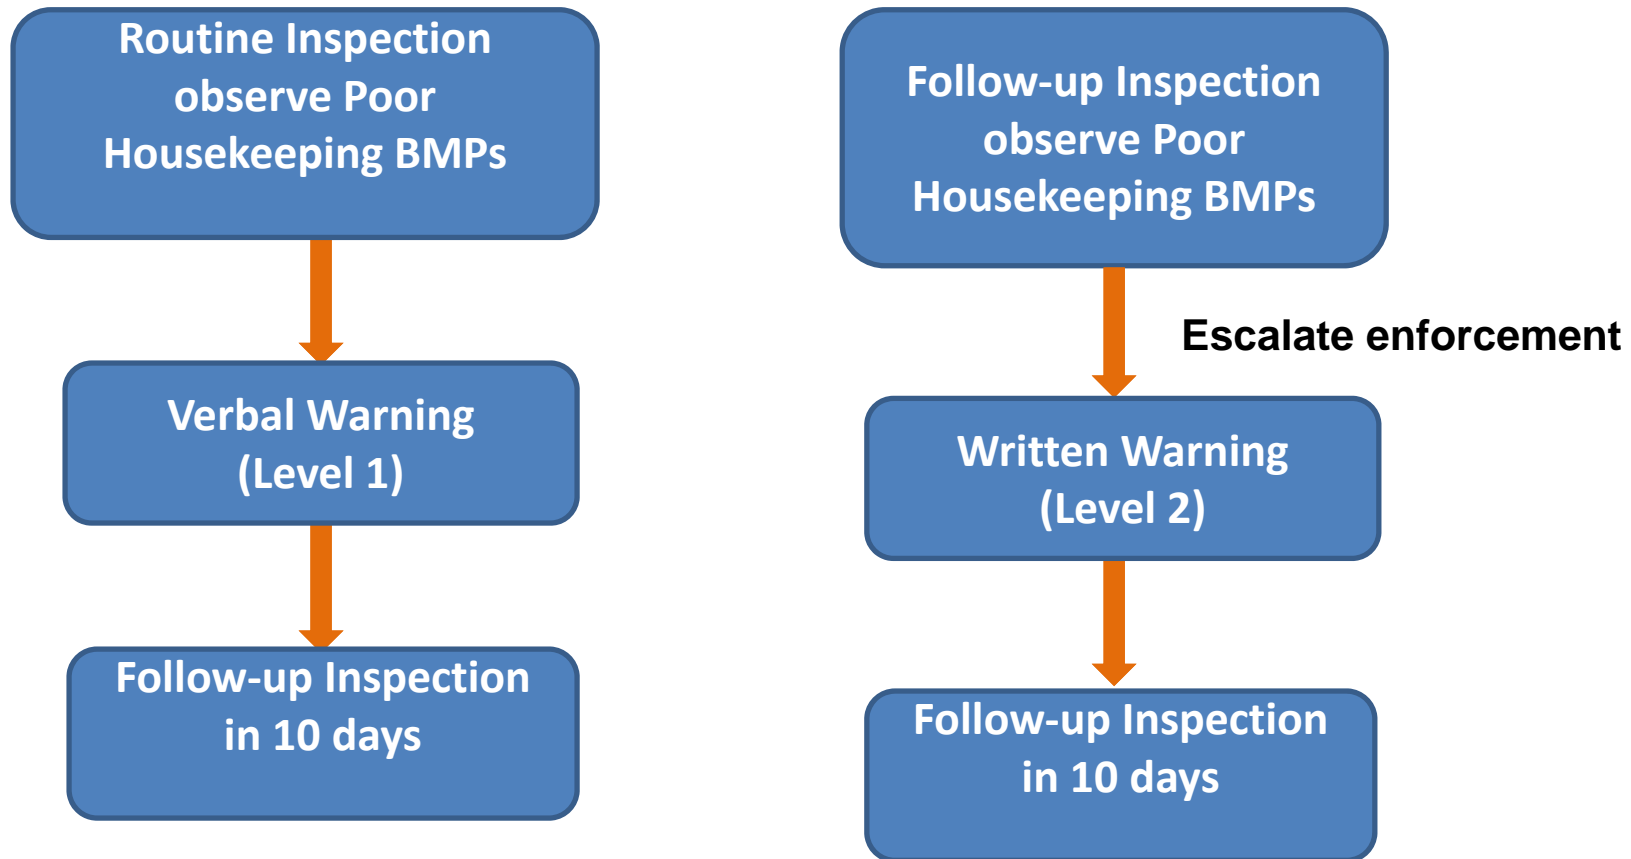 Routine Inspection
observe Poor
Housekeeping BMPs
Verbal Warning
(Level 1)
Follow-up Inspection
in 10 days
Follow-up Inspection
observe Poor
Housekeeping BMPs
Escalate enforcement
Written Warning
(Level 2)
Follow-up Inspection
in 10 days